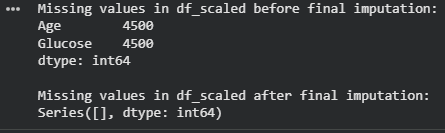 Missing values in df_scaled before final imputation:
Age        4500
Glucose    4500
dtype: int64
Missing values in df_scaled after final imputation:
Series([], dtype: int64)